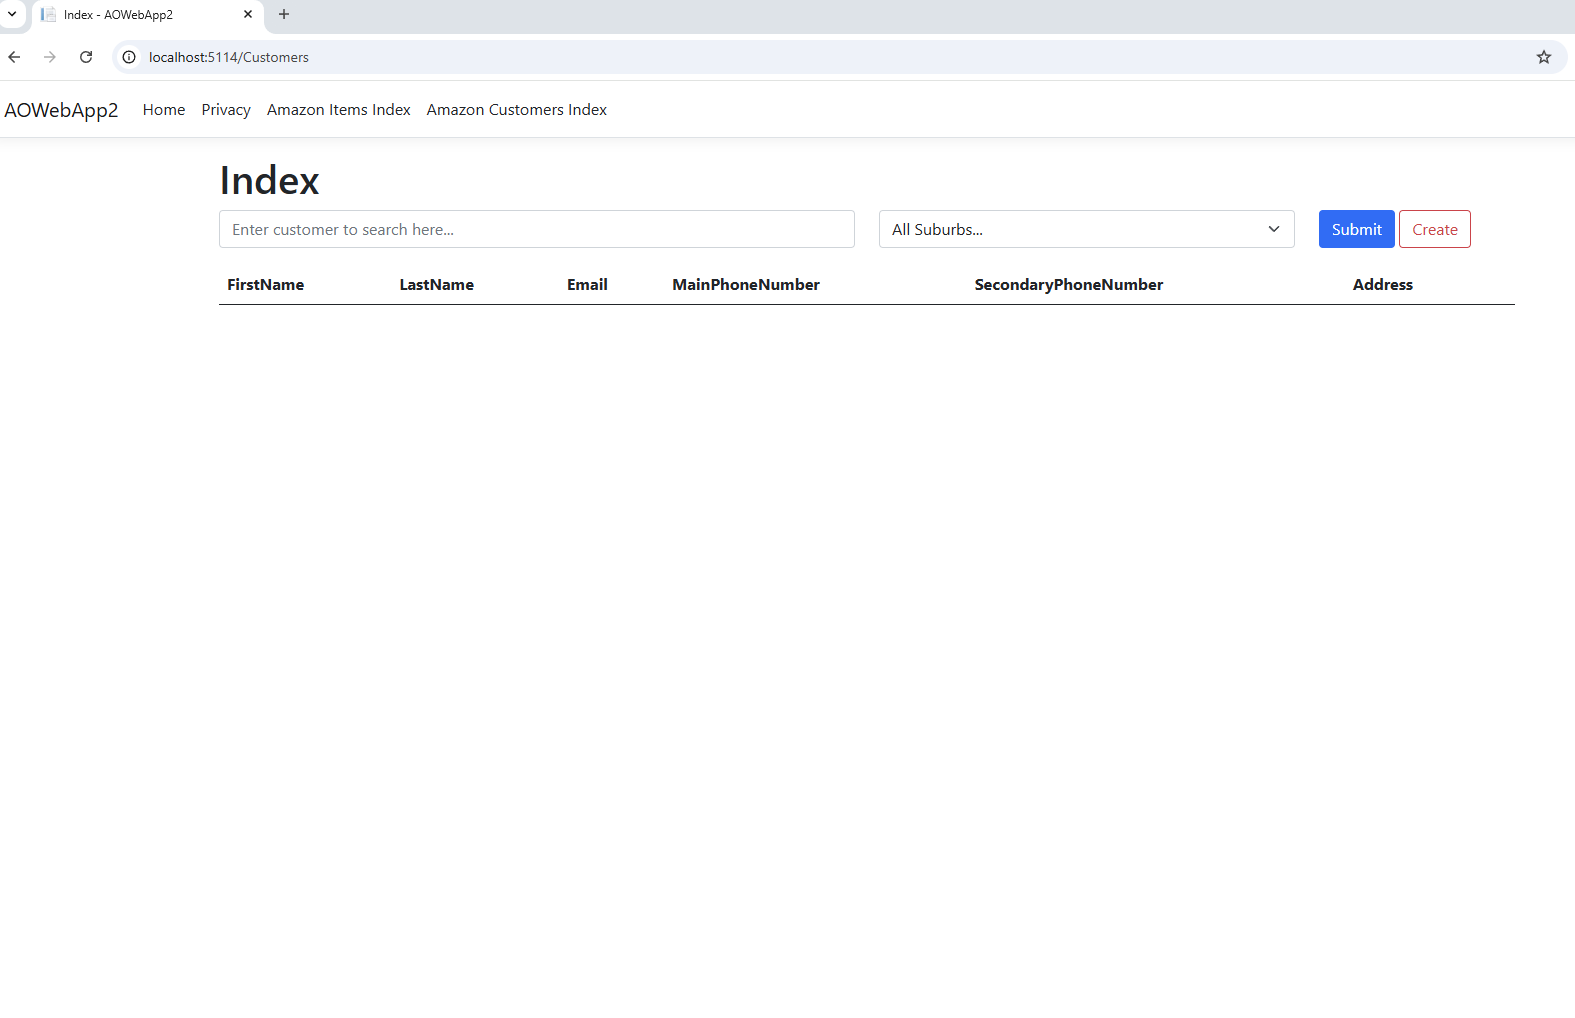 Index - AOWebApp2
localhost:5114/Customers
AOWebApp2 Home Privacy Amazon Items Index Amazon Customers Index
Index
Enter customer to search here... All Suburbs... Submit Create
FirstName LastName Email MainPhoneNumber SecondaryPhoneNumber Address